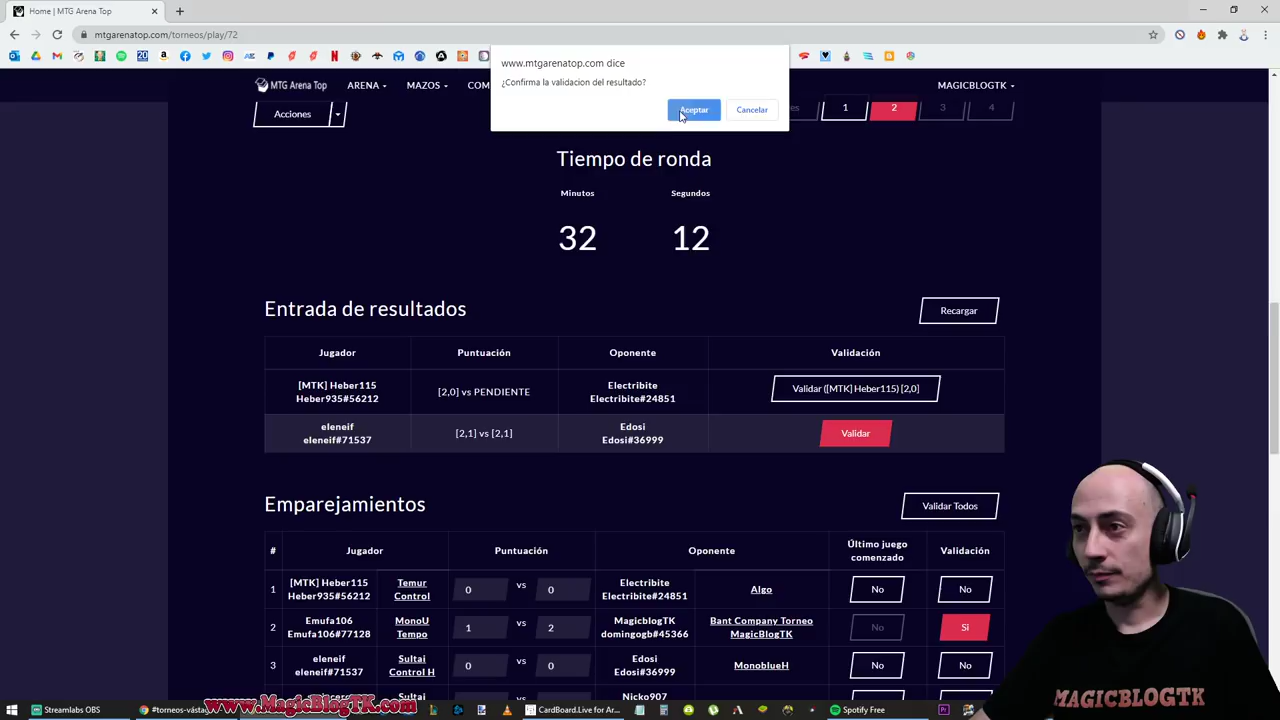 Home | MTG Arena Top
mtgarenatop.com/torneos/play/72
www.mtgarenatop.com dice
¿Confirma la validacion del resultado?
Aceptar
Cancelar
MTG Arena Top
ARENA
MAZOS
COM
MAGICBLOGTK
Acciones
es
1
2
3
4
Tiempo de ronda
Minutos
Segundos
32
12
Entrada de resultados
Recargar
Jugador
Puntuación
Oponente
Validación
[MTK] Heber115
Heber935#56212
[2,0] vs PENDIENTE
Electribite
Electribite#24851
Validar ([MTK] Heber115) [2,0]
eleneif
eleneif#71537
[2,1] vs [2,1]
Edosi
Edosi#36999
Validar
Emparejamientos
Validar Todos
#
Jugador
Puntuación
Oponente
Último juego
comenzado
Validación
1
[MTK] Heber115
Heber935#56212
Temur
Control
0
vs
0
Electribite
Electribite#24851
Algo
No
No
2
Emufa106
Emufa106#77128
MonoU
Tempo
1
vs
2
MagicblogTK
domingogb#45366
Bant Company Torneo
MagicBlogTK
No
Si
3
eleneif
eleneif#71537
Sultai
Control H
0
vs
0
Edosi
Edosi#36999
MonoblueH
No
No
Sultai
Nicko907
www.MagicBlogTK.com
MAGICBLOGTK
Streamlabs OBS
#torneos-vástag
CardBoard.Live for Ar...
Spotify Free